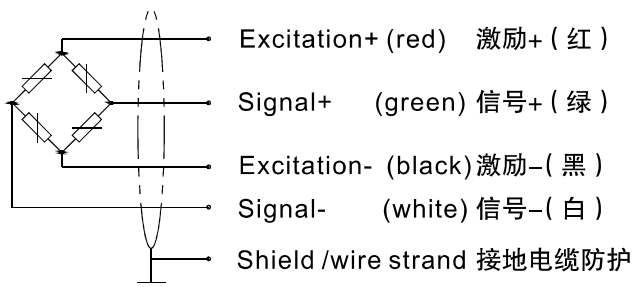 Excitation+ (red) 激励+(红)
Signal+ (green) 信号+(绿)
Excitation- (black) 激励–(黑)
Signal- (white) 信号–(白)
Shield /wire strand 接地电缆防护